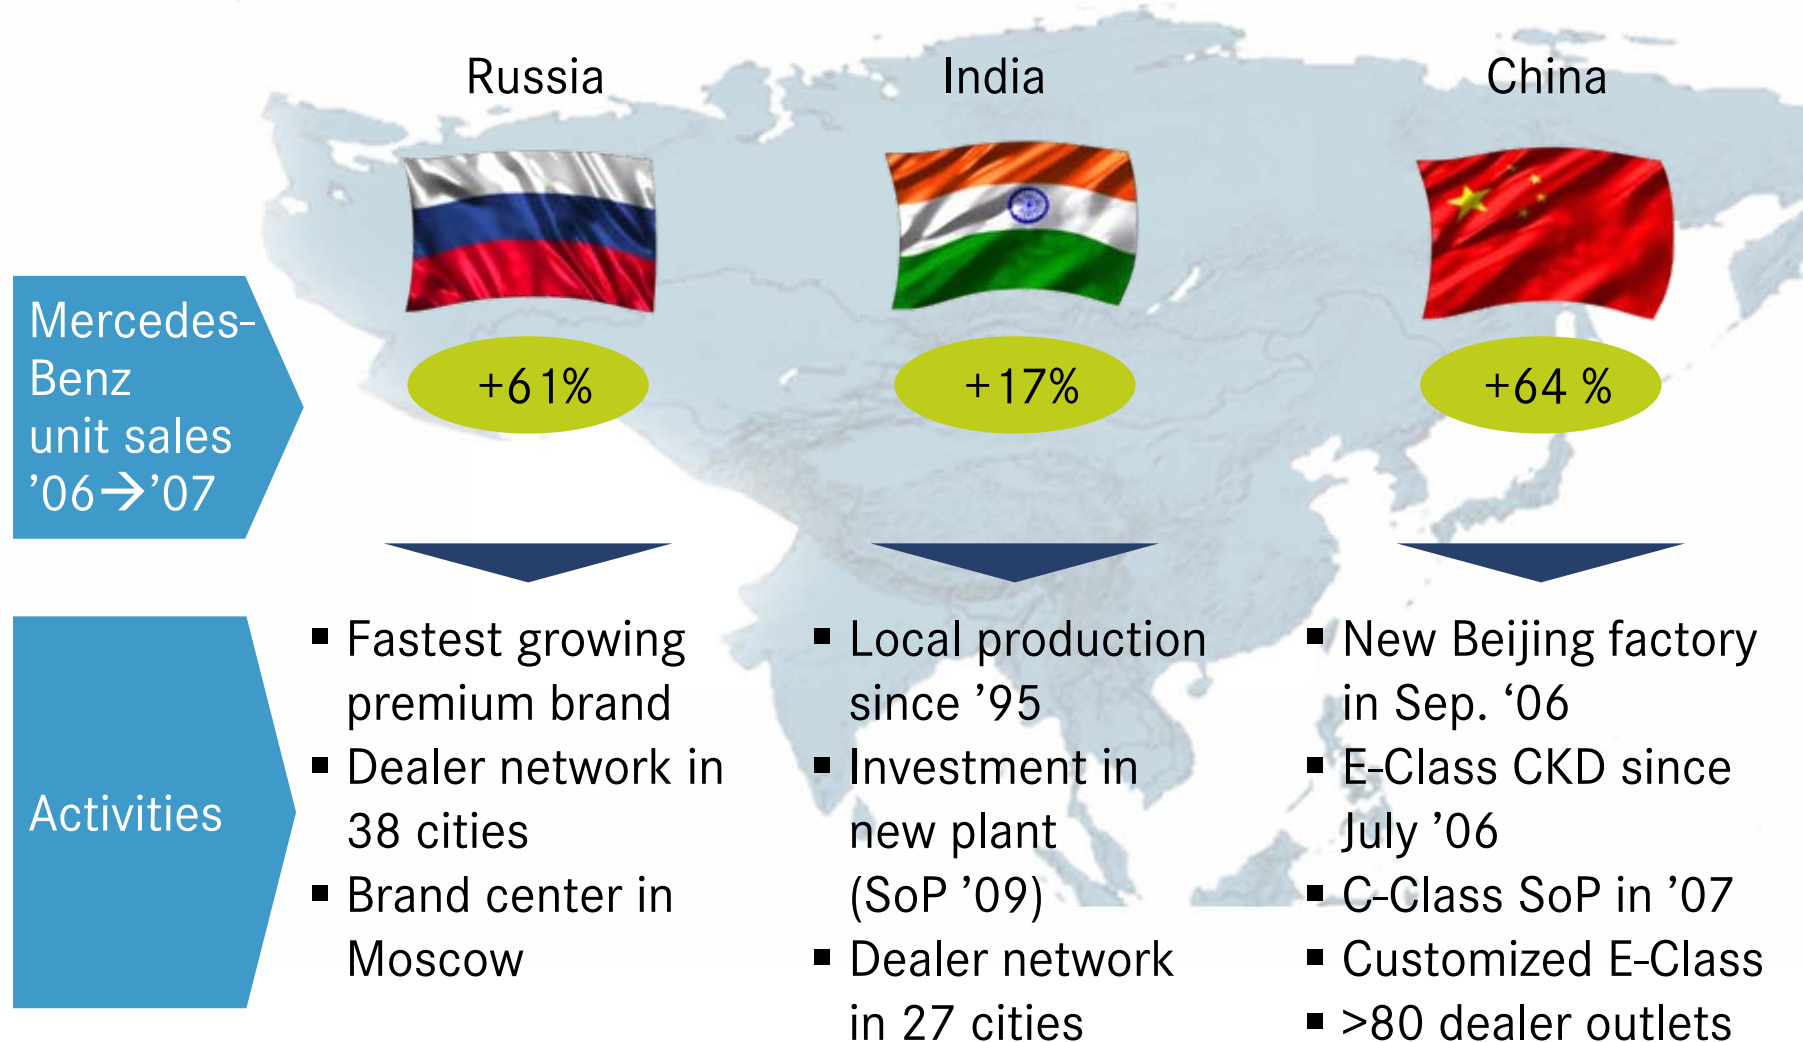 Russia
India
China
Mercedes-
Benz
unit sales
’06→’07
+61%
+17%
+64 %
Activities
▪ Fastest growing
premium brand
▪ Dealer network in
38 cities
▪ Brand center in
Moscow
▪ Local production
since ’95
▪ Investment in
new plant
(SoP ’09)
▪ Dealer network
in 27 cities
▪ New Beijing factory
in Sep. ‘06
▪ E-Class CKD since
July ’06
▪ C-Class SoP in ’07
▪ Customized E-Class
▪ >80 dealer outlets